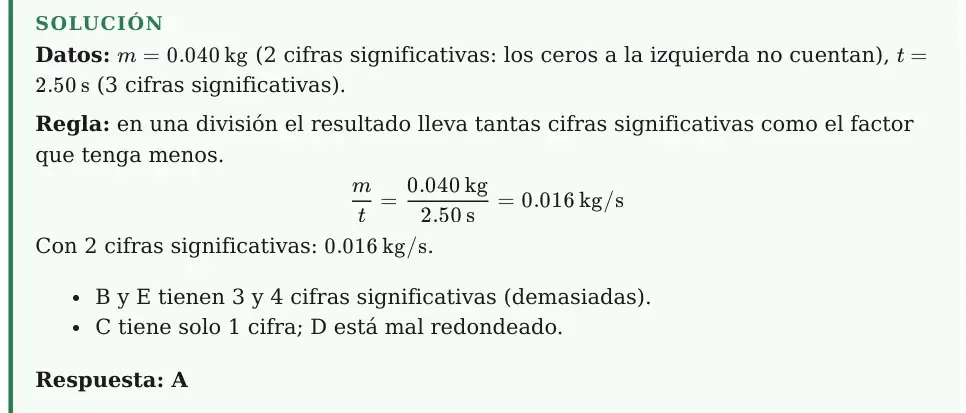 SOLUCIÓN
Datos: m = 0.040 kg (2 cifras significativas: los ceros a la izquierda no cuentan), t =
2.50 s (3 cifras significativas).
Regla: en una división el resultado lleva tantas cifras significativas como el factor
que tenga menos.
m/t = 0.040 kg/2.50 s = 0.016 kg/s
Con 2 cifras significativas: 0.016 kg/s.
• B y E tienen 3 y 4 cifras significativas (demasiadas).
• C tiene solo 1 cifra; D está mal redondeado.
Respuesta: A